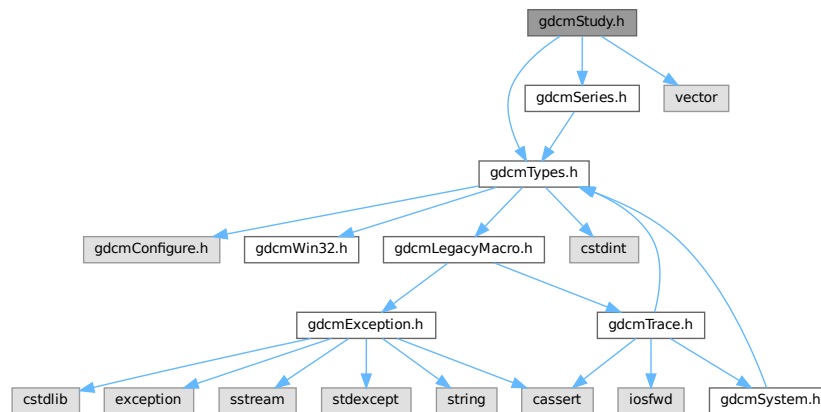 gdcmStudy.h
gdcmSeries.h
vector
gdcmTypes.h
gdcmConfigure.h
gdcmWin32.h
gdcmLegacyMacro.h
cstdint
gdcmException.h
gdcmTrace.h
cstdlib
exception
sstream
stdexcept
string
cassert
iosfwd
gdcmSystem.h